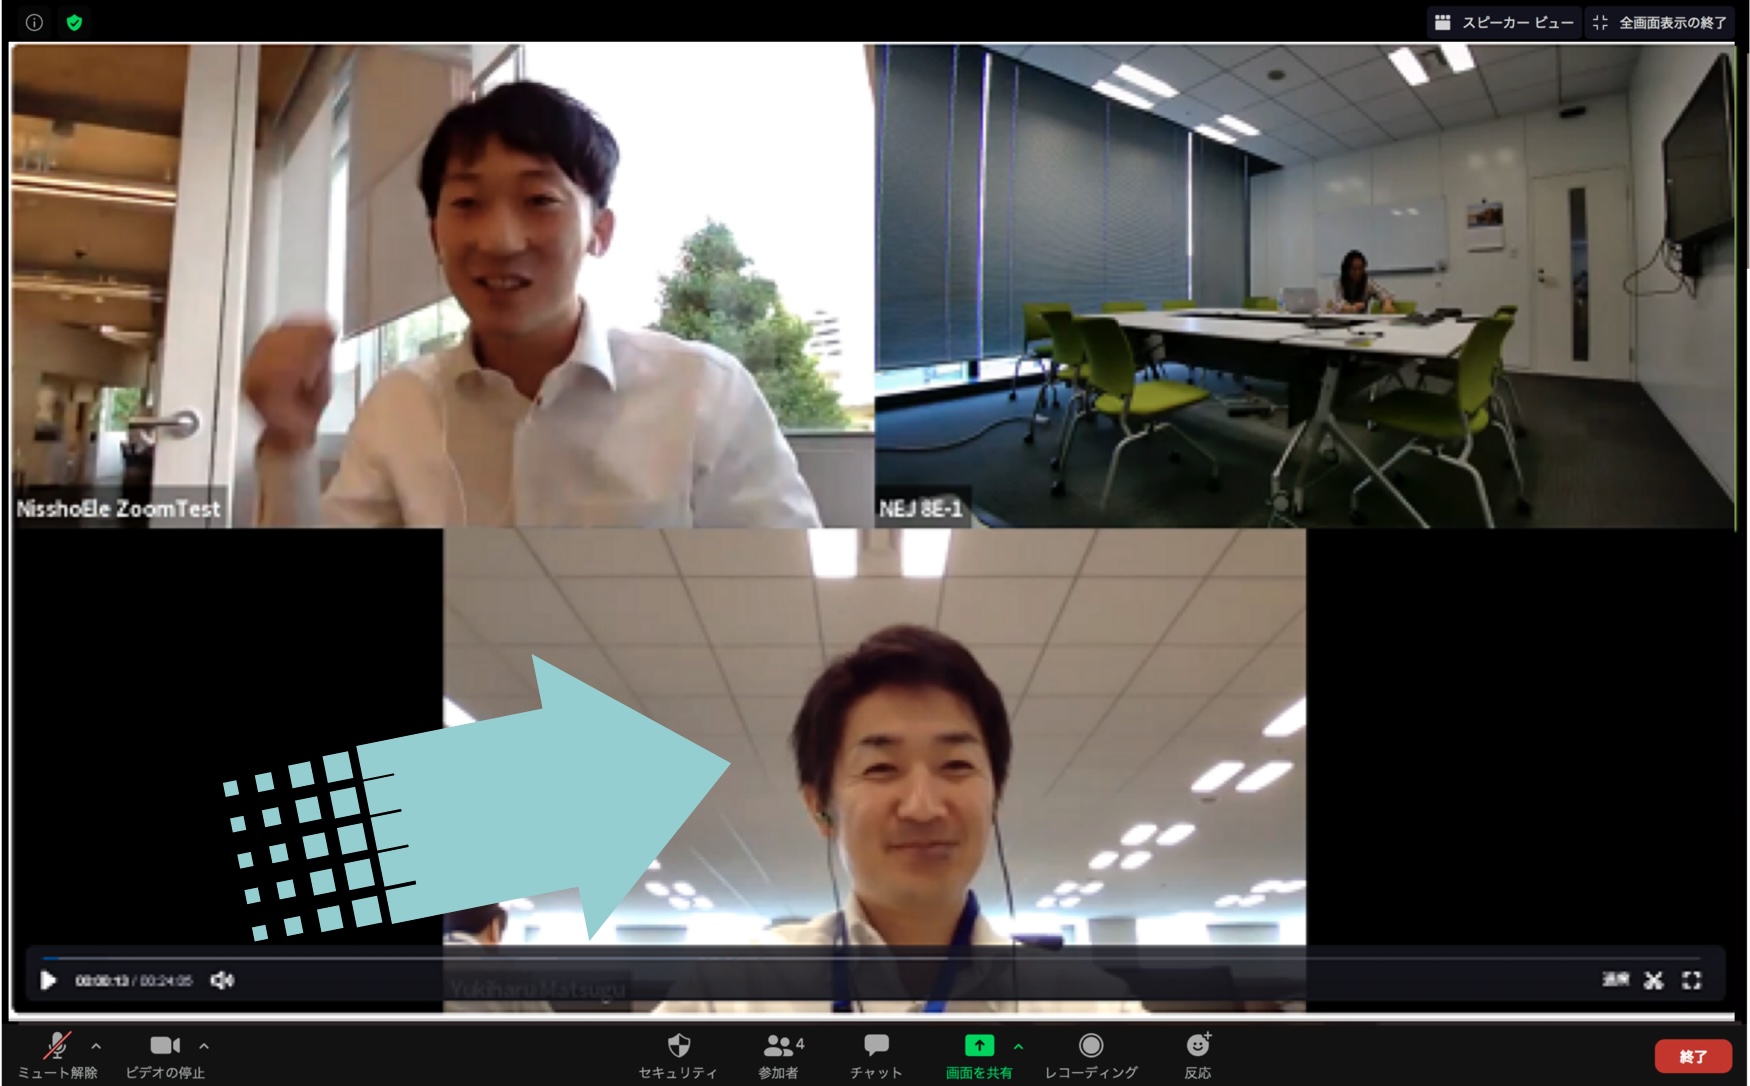 スピーカー ビュー
全画面表示の終了
NisshoEle ZoomTest
NEJ 8E-1
00:00:13 / 00:24:05
速度
Yukiharu Matsugu
ミュート解除
ビデオの停止
セキュリティ
4
参加者
チャット
画面を共有
レコーディング
反応
終了